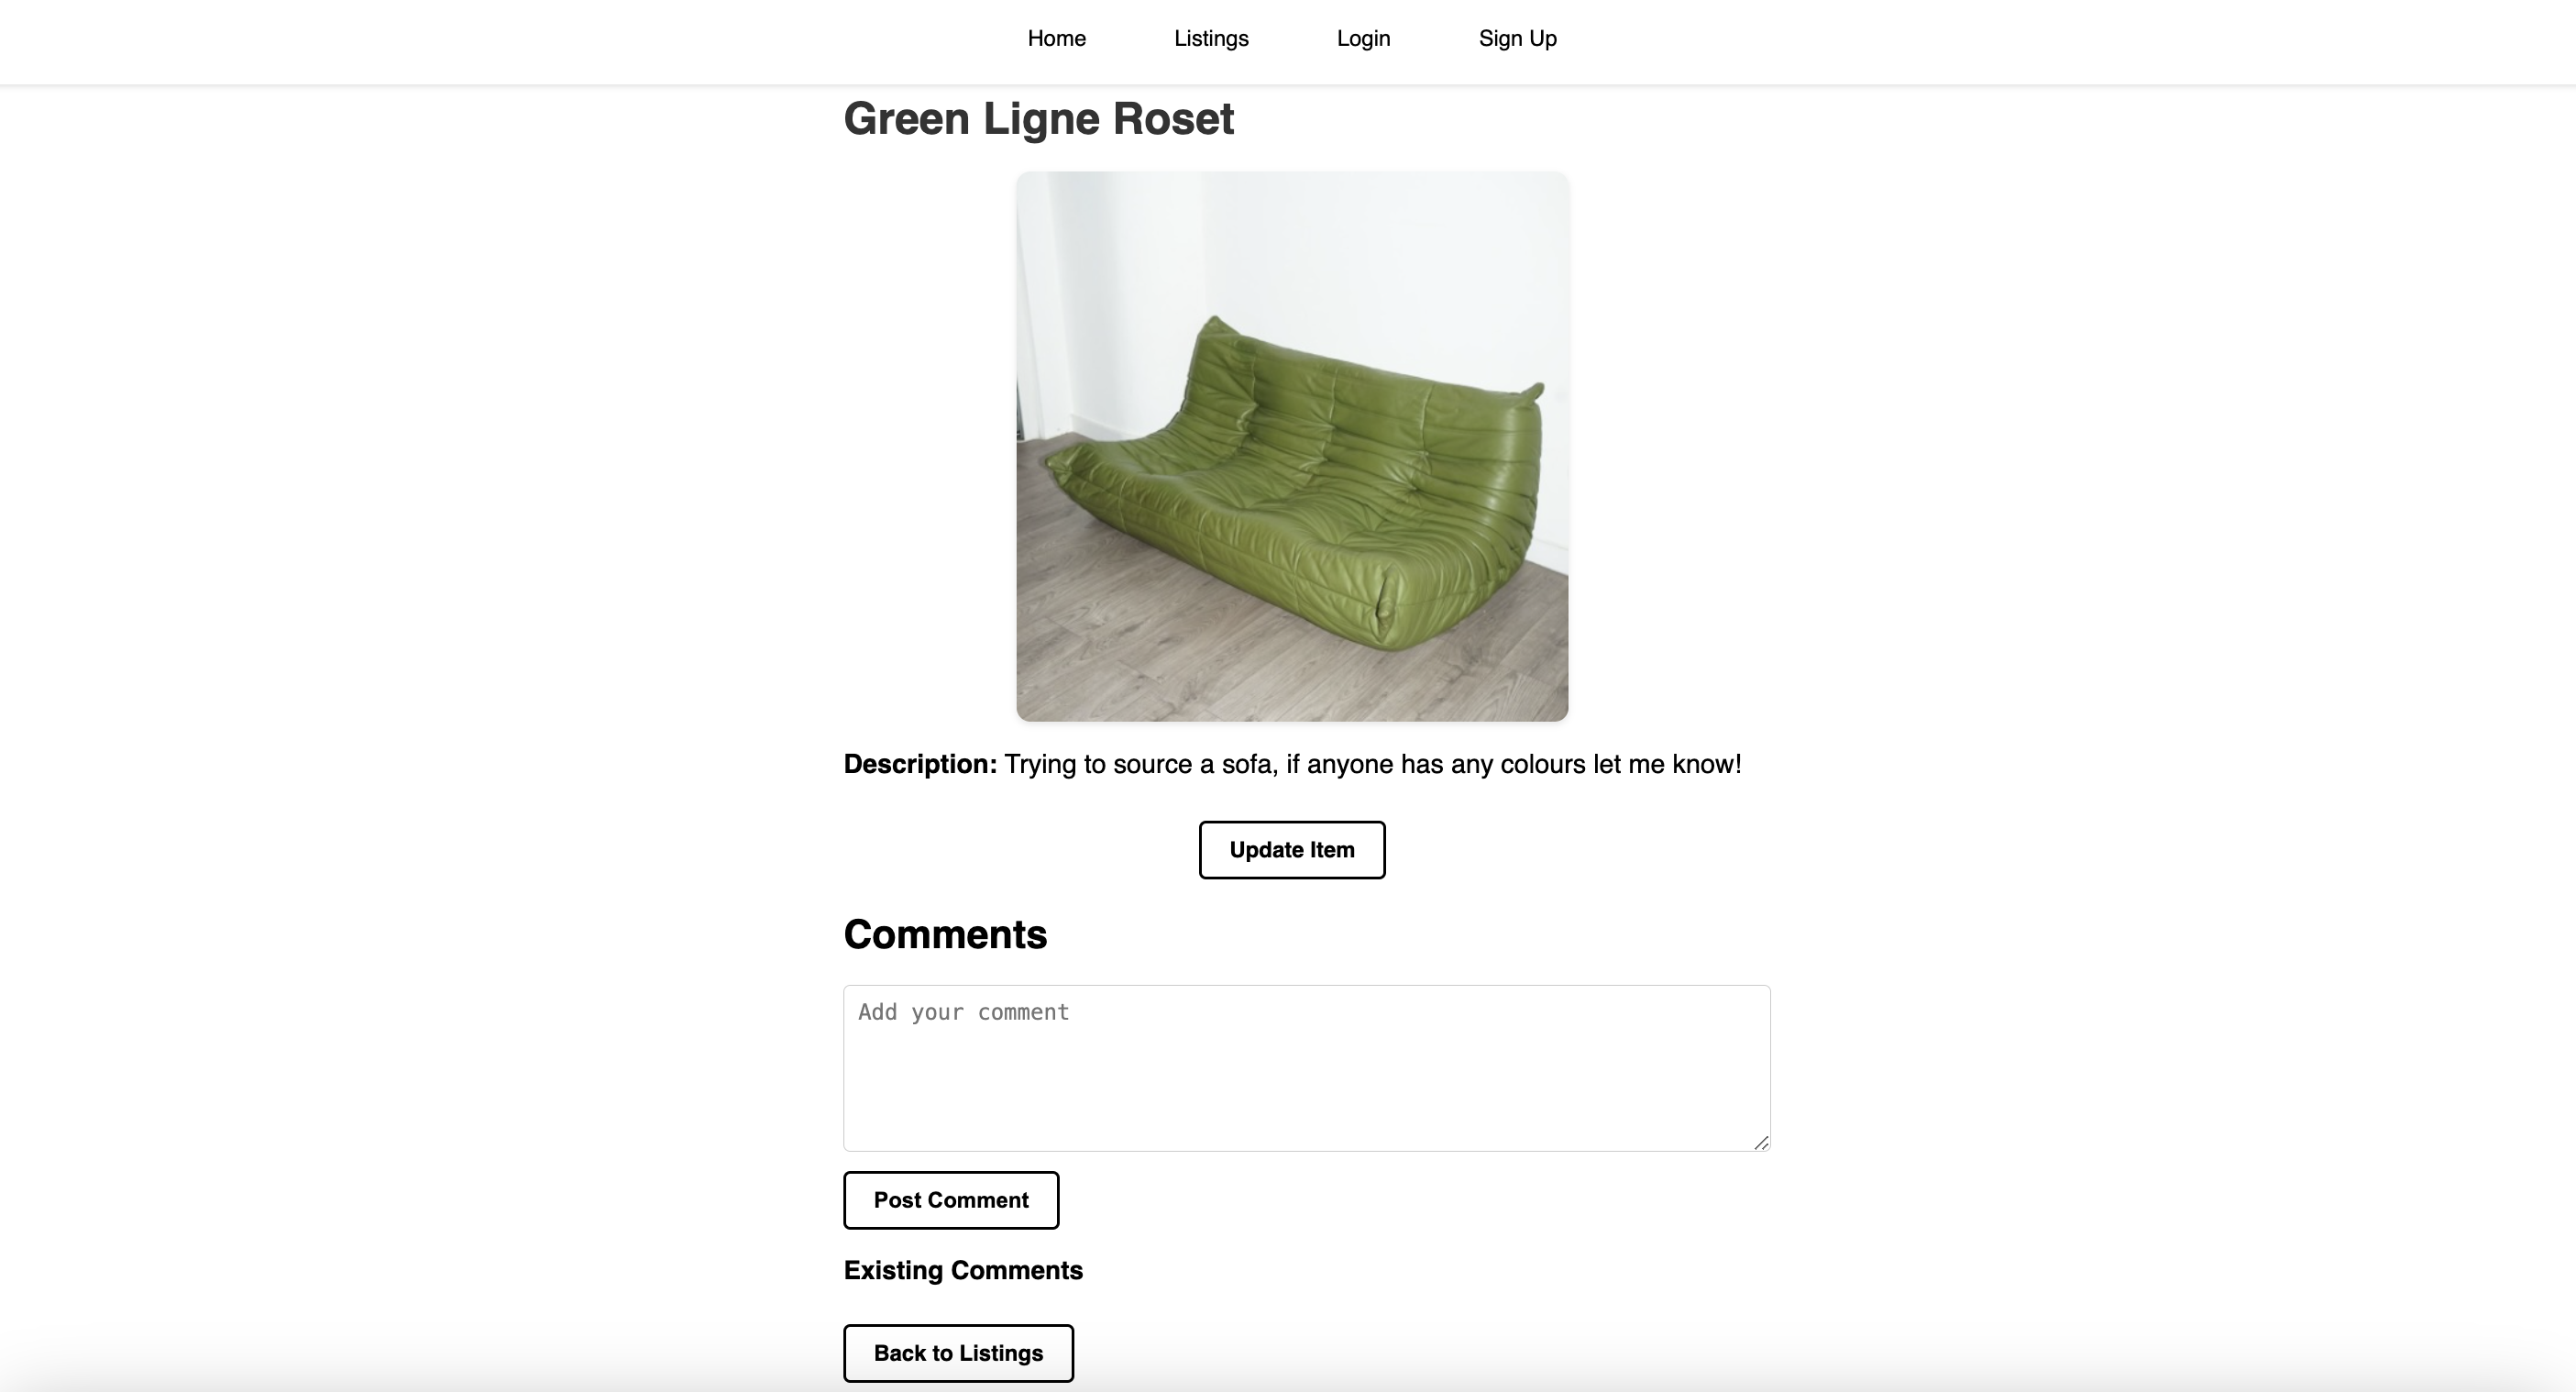 Home Listings Login Sign Up
Green Ligne Roset
Description: Trying to source a sofa, if anyone has any colours let me know!
Update Item
Comments
Add your comment
Post Comment
Existing Comments
Back to Listings